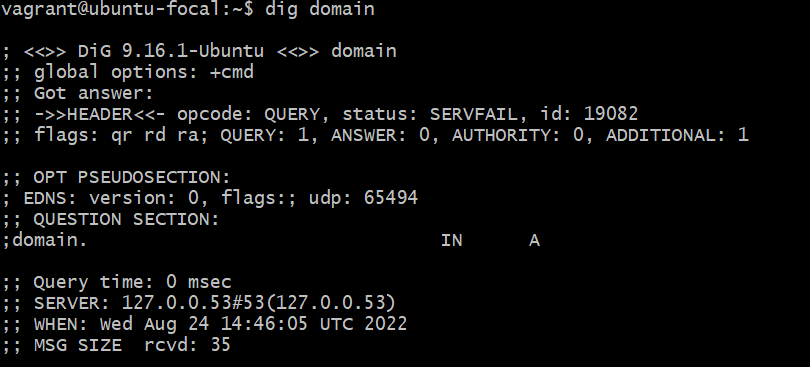 vagrant@ubuntu-focal:~$ dig domain
; <<>> DiG 9.16.1-Ubuntu <<>> domain
;; global options: +cmd
;; Got answer:
;; ->>HEADER<<- opcode: QUERY, status: SERVFAIL, id: 19082
;; flags: qr rd ra; QUERY: 1, ANSWER: 0, AUTHORITY: 0, ADDITIONAL: 1
;; OPT PSEUDOSECTION:
; EDNS: version: 0, flags:; udp: 65494
;; QUESTION SECTION:
;domain. IN A
;; Query time: 0 msec
;; SERVER: 127.0.0.53#53(127.0.0.53)
;; WHEN: Wed Aug 24 14:46:05 UTC 2022
;; MSG SIZE  rcvd: 35